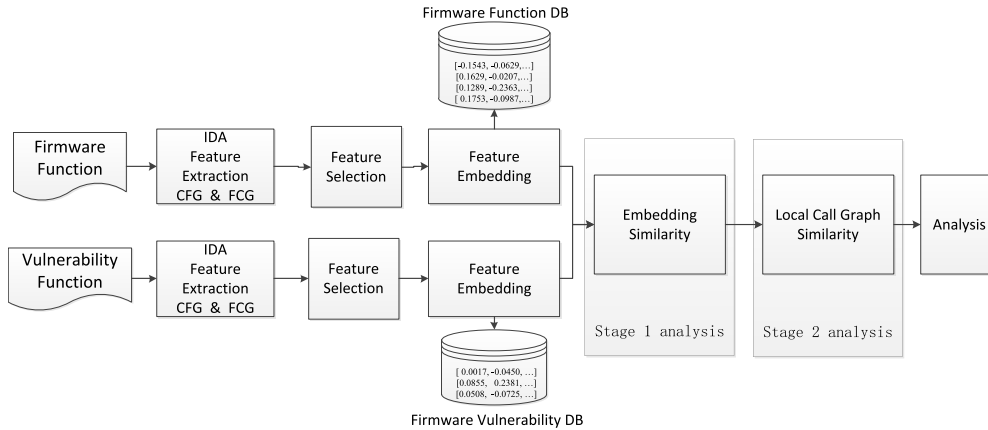 Firmware Function DB
[-0.1543, -0.0629,...]
[0.1629, -0.0207,...]
[0.1289, -0.2363,...]
[ 0.1753, -0.0987,...]
Firmware
Function
IDA
Feature
Extraction
CFG & FCG
Feature
Selection
Feature
Embedding
Vulnerability
Function
IDA
Feature
Extraction
CFG & FCG
Feature
Selection
Feature
Embedding
Embedding
Similarity
Stage 1 analysis
Local Call Graph
Similarity
Stage 2 analysis
Analysis
[ 0.0017, -0.0450, ...]
[0.0855, 0.2381, ...]
[0.0508, -0.0725, ...]
Firmware Vulnerability DB